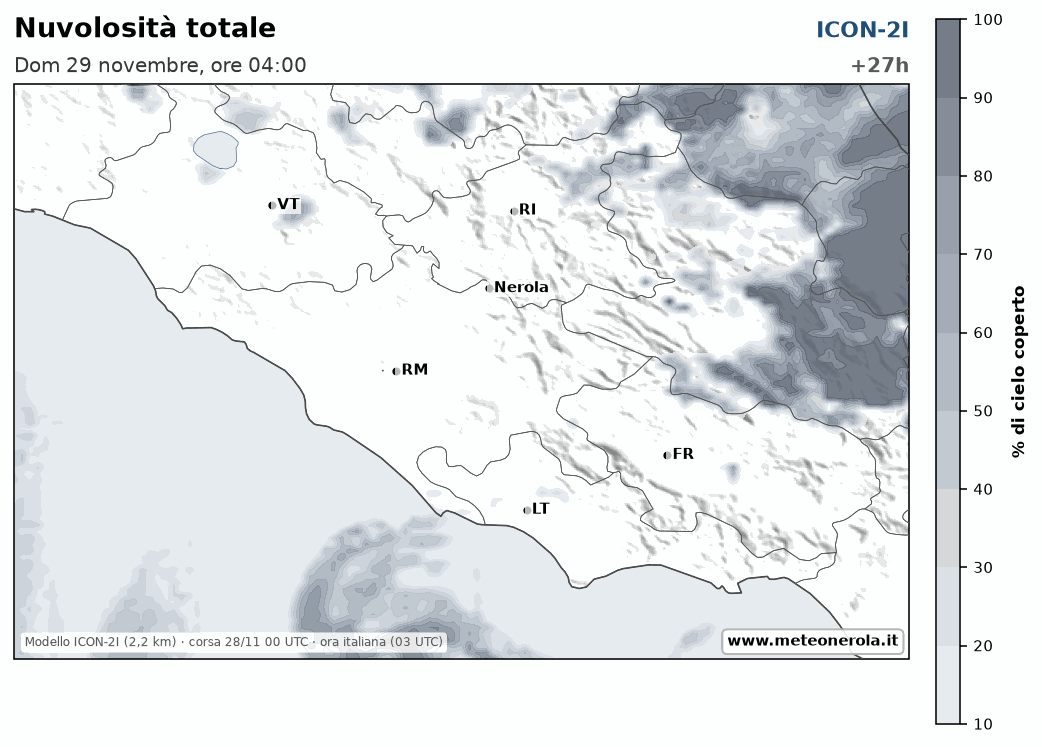 Nuvolosità totale
ICON-2I
Dom 29 novembre, ore 04:00
+27h
100
90
80
70
60
50
40
30
20
10
% di cielo coperto
VT
RI
Nerola
RM
FR
LT
Modello ICON-2I (2,2 km) · corsa 28/11 00 UTC · ora italiana (03 UTC)
www.meteonerola.it